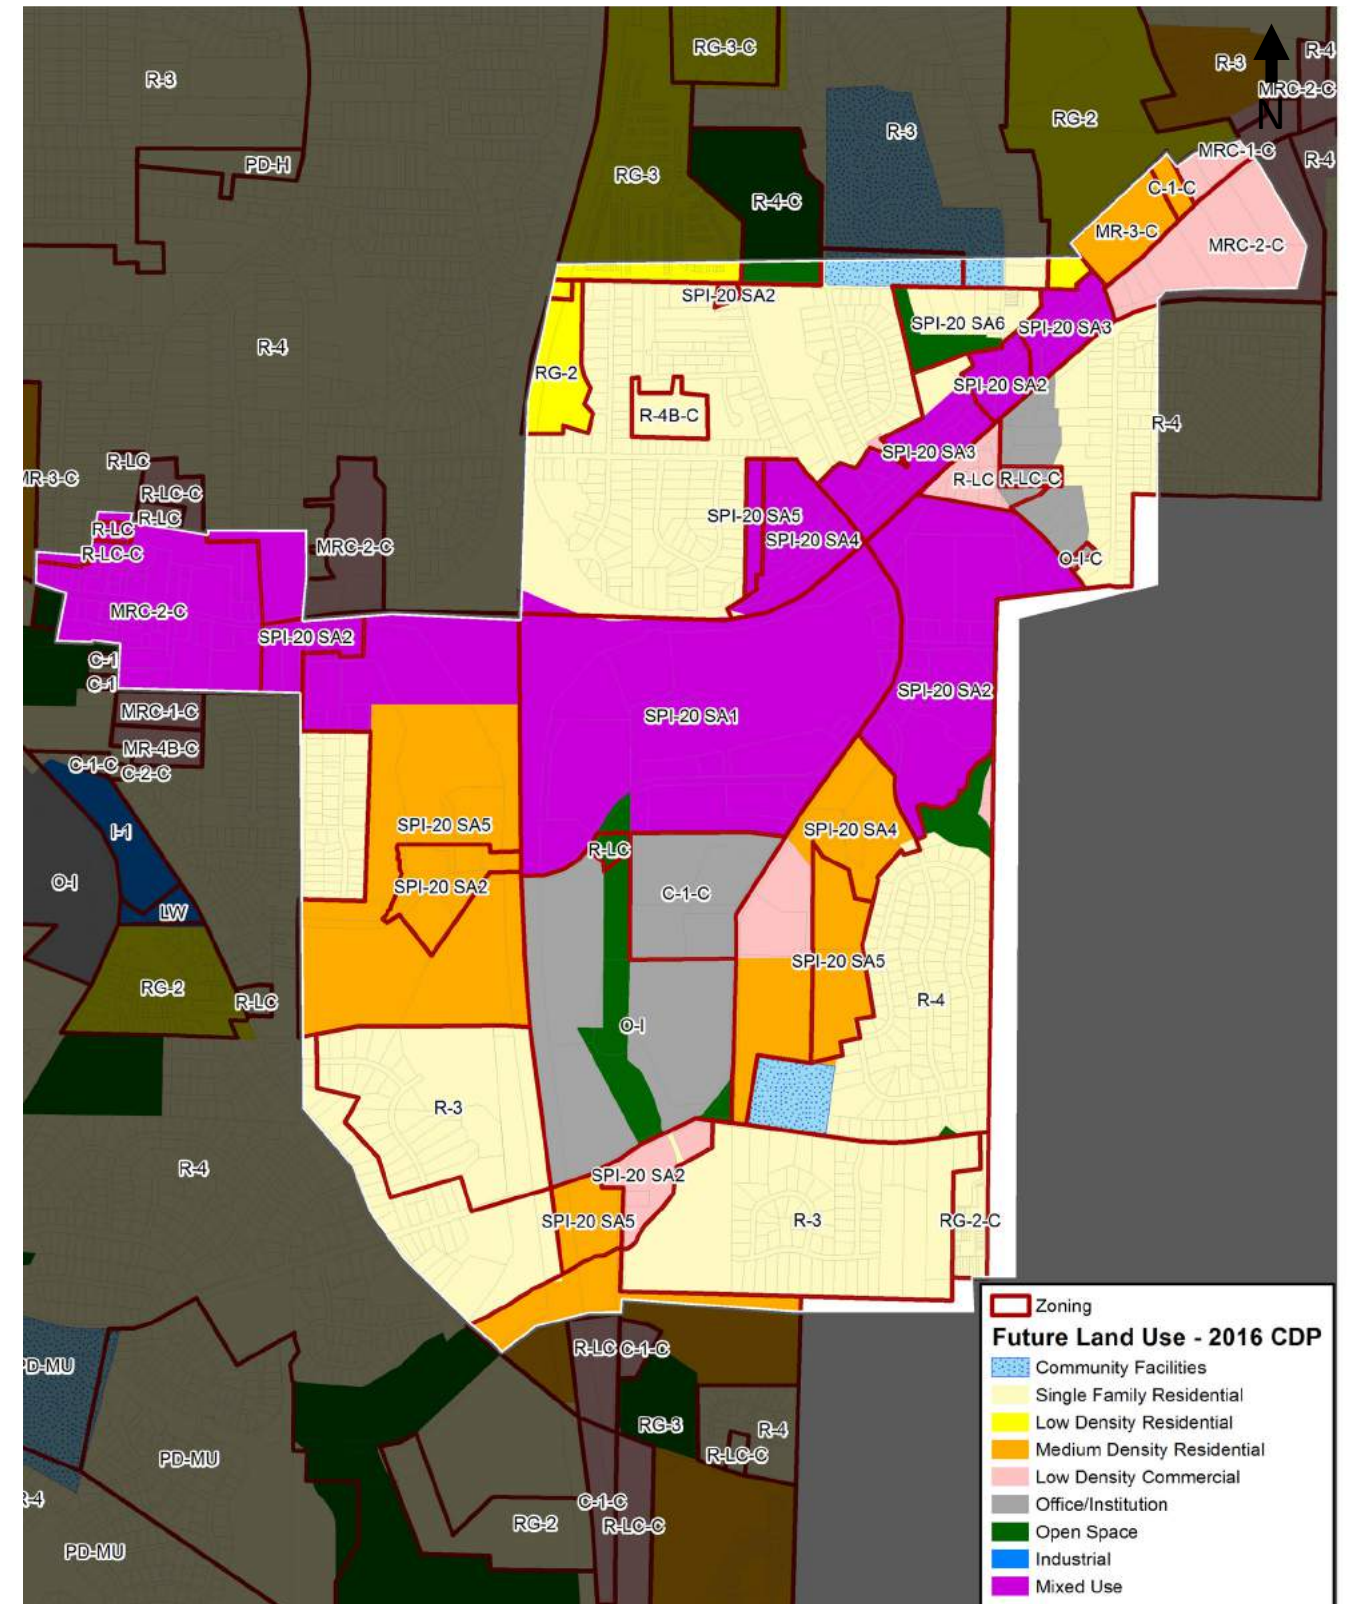 RG-3-C
R-3
R-4
R-3
MRC-2-C
N
RG-2
R-3
MRC-1-C
R-4
PD-H
RG-3
C-1-C
R-4-C
MR-3-C
MRC-2-C
SPI-20 SA2
SPI-20 SA6
SPI-20 SA3
R-4
RG-2
SPI-20 SA2
R-4B-C
R-4
SPI-20 SA3
R-LC
MR-3-C
R-LC
R-LC-C
R-LC-C
SPI-20 SA5
R-LC
R-LC
SPI-20 SA4
R-LC-C
MRC-2-C
O-I-C
MRC-2-C
SPI-20 SA2
C-1
C-1
SPI-20 SA2
MRC-1-C
SPI-20 SA1
MR-4B-C
C-1-C
C-2-C
I-1
SPI-20 SA5
SPI-20 SA4
R-LC
O-I
SPI-20 SA2
C-1-C
LW
SPI-20 SA5
RG-2
R-LC
R-4
O-I
R-3
R-4
SPI-20 SA2
SPI-20 SA5
R-3
RG-2-C
Zoning
Future Land Use - 2016 CDP
Community Facilities
Single Family Residential
Low Density Residential
Medium Density Residential
Low Density Commercial
Office/Institution
Open Space
Industrial
Mixed Use
R-LC
C-1-C
PD-MU
RG-3
R-4
R-LC-C
PD-MU
R-4
C-1-C
RG-2
R-LC-C
PD-MU